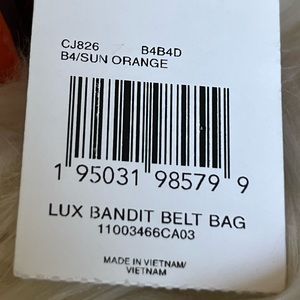 CJ826 B4B4D
B4/SUN ORANGE
1 95031 98579 9
LUX BANDIT BELT BAG
11003466CA03
MADE IN VIETNAM/
VIETNAM